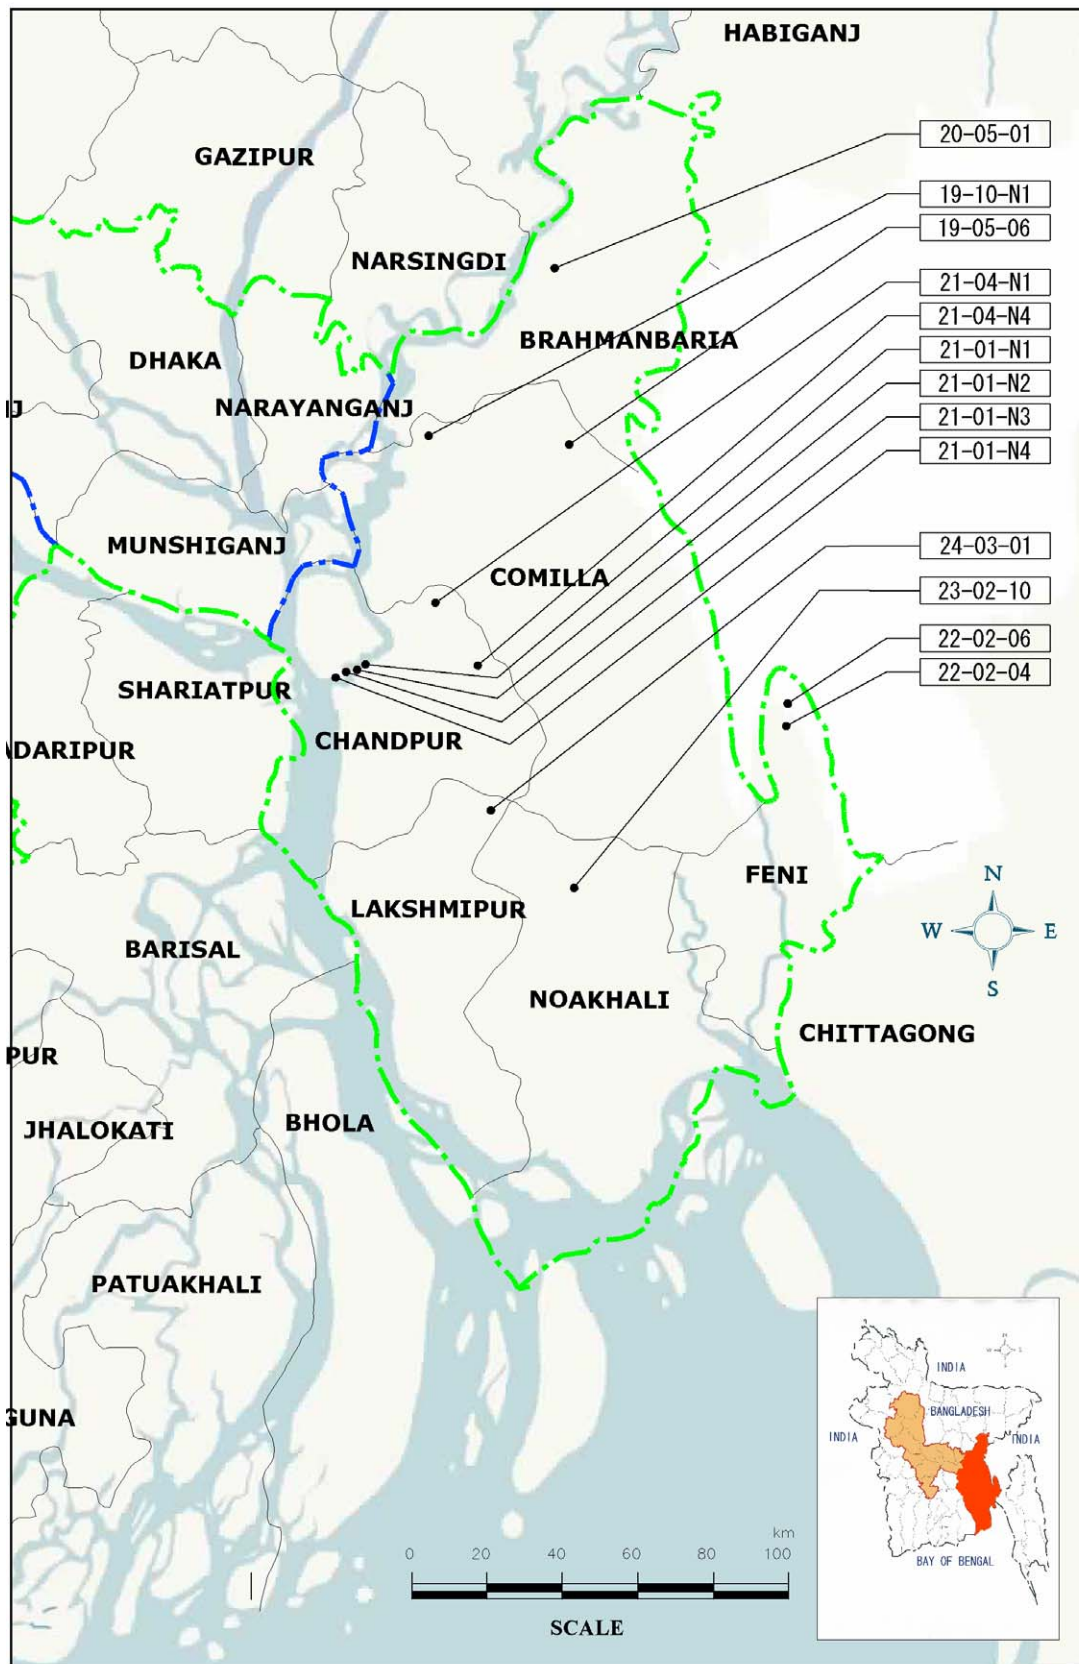 HABIGANJ
20-05-01
GAZIPUR
19-10-N1
19-05-06
NARSINGDI
21-04-N1
21-04-N4
BRAHMANBARIA
21-01-N1
DHAKA
21-01-N2
NARAYANGANJ
IJ
21-01-N3
21-01-N4
MUNSHIGANJ
24-03-01
COMILLA
23-02-10
22-02-06
22-02-04
SHARIATPUR
CHANDPUR
ADARIPUR
FENI
N
W
E
S
LAKSHMIPUR
BARISAL
NOAKHALI
CHITTAGONG
PUR
BHOLA
JHALOKATI
PATUAKHALI
GUNA
INDIA
BANGLADESH
INDIA
INDIA
BAY OF BENGAL
km
0 20 40 60 80 100
SCALE